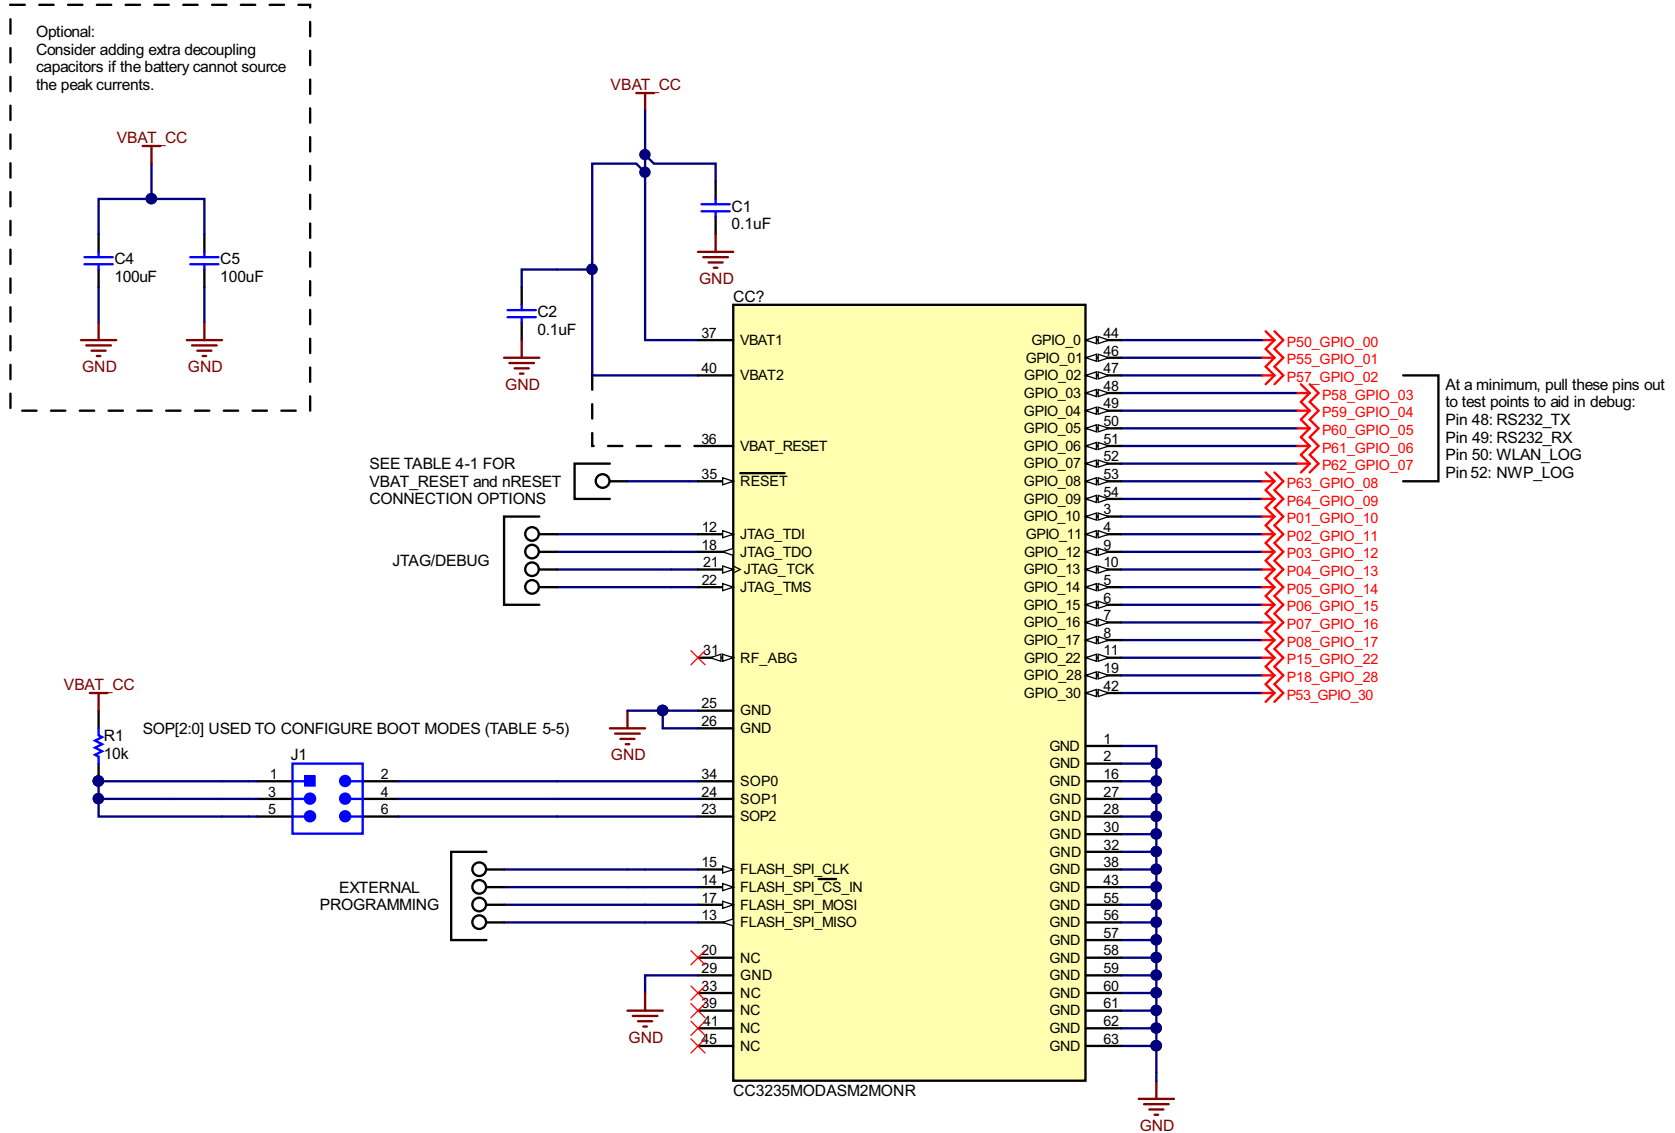 Optional:
Consider adding extra decoupling
capacitors if the battery cannot source
the peak currents.
VBAT_CC
C4
100uF
C5
100uF
GND
GND
VBAT_CC
C1
0.1uF
GND
C2
0.1uF
GND
CC?
37 VBAT1
40 VBAT2
36 VBAT_RESET
35 RESET
SEE TABLE 4-1 FOR
VBAT_RESET and nRESET
CONNECTION OPTIONS
JTAG/DEBUG
12 JTAG_TDI
18 JTAG_TDO
21 JTAG_TCK
22 JTAG_TMS
31 RF_ABG
25 GND
26 GND
GND
VBAT_CC
R1
10k
SOP[2:0] USED TO CONFIGURE BOOT MODES (TABLE 5-5)
J1
1 2
3 4
5 6
34 SOP0
24 SOP1
23 SOP2
EXTERNAL
PROGRAMMING
15 FLASH_SPI_CLK
14 FLASH_SPI_CS_IN
17 FLASH_SPI_MOSI
13 FLASH_SPI_MISO
20 NC
29 GND
33 NC
39 NC
41 NC
45 NC
GND
GPIO_0 44 P50_GPIO_00
GPIO_01 46 P55_GPIO_01
GPIO_02 47 P57_GPIO_02
GPIO_03 48 P58_GPIO_03
GPIO_04 49 P59_GPIO_04
GPIO_05 50 P60_GPIO_05
GPIO_06 51 P61_GPIO_06
GPIO_07 52 P62_GPIO_07
GPIO_08 53 P63_GPIO_08
GPIO_09 54 P64_GPIO_09
GPIO_10 3 P01_GPIO_10
GPIO_11 4 P02_GPIO_11
GPIO_12 9 P03_GPIO_12
GPIO_13 10 P04_GPIO_13
GPIO_14 5 P05_GPIO_14
GPIO_15 6 P06_GPIO_15
GPIO_16 7 P07_GPIO_16
GPIO_17 8 P08_GPIO_17
GPIO_22 11 P15_GPIO_22
GPIO_28 19 P18_GPIO_28
GPIO_30 42 P53_GPIO_30
At a minimum, pull these pins out
to test points to aid in debug:
Pin 48: RS232_TX
Pin 49: RS232_RX
Pin 50: WLAN_LOG
Pin 52: NWP_LOG
GND 1
GND 2
GND 16
GND 27
GND 28
GND 30
GND 32
GND 38
GND 43
GND 55
GND 56
GND 57
GND 58
GND 59
GND 60
GND 61
GND 62
GND 63
GND
CC3235MODASM2MONR